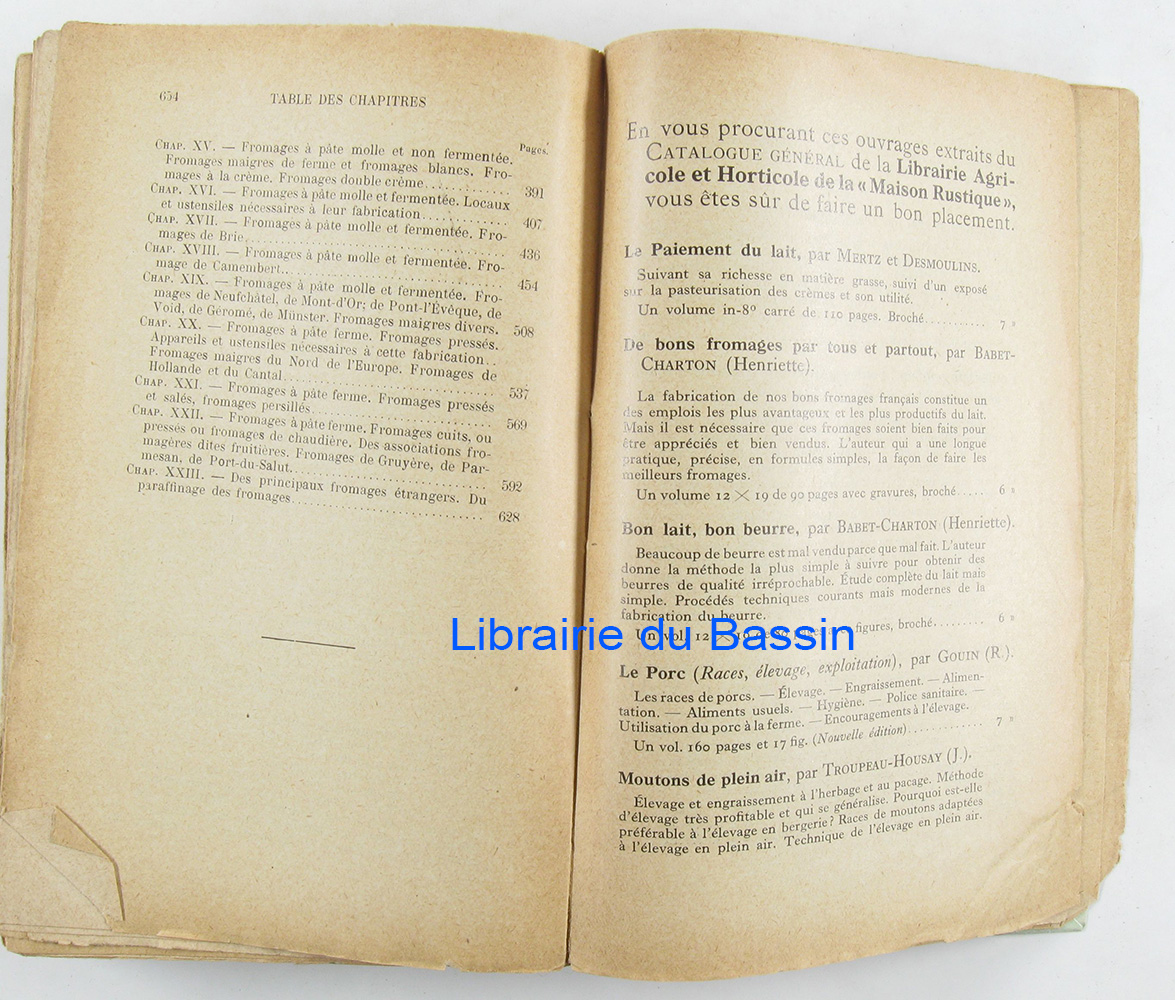 654 TABLE DES CHAPITRES
Pages.
CHAP. XV. — Fromages à pâte molle et non fermentée.
Fromages maigres de ferme et fromages blancs. Fro-
mages à la crème. Fromages double crème............ 391
CHAP. XVI. — Fromages à pâte molle et fermentée. Locaux
et ustensiles nécessaires à leur fabrication............ 407
CHAP. XVII. — Fromages à pâte molle et fermentée. Fro-
mages de Brie............ 436
CHAP. XVIII. — Fromages à pâte molle et fermentée. Fro-
mage de Camembert............ 454
CHAP. XIX. — Fromages à pâte molle et fermentée. Fro-
mages de Neufchâtel, de Mont-d'Or; de Pont-l'Évêque, de
Void, de Géromé, de Münster. Fromages maigres divers. 508
CHAP. XX. — Fromages à pâte ferme. Fromages pressés.
Appareils et ustensiles nécessaires à cette fabrication..
Fromages maigres du Nord de l'Europe. Fromages de
Hollande et du Cantal............ 537
CHAP. XXI. — Fromages à pâte ferme. Fromages pressés
et salés, fromages persillés............ 569
CHAP. XXII. — Fromages à pâte ferme. Fromages cuits, ou
pressés ou fromages de chaudière. Des associations fro-
magères dites fruitières. Fromages de Gruyère, de Par-
mesan, de Port-du-Salut............ 592
CHAP. XXIII. — Des principaux fromages étrangers. Du
paraffinage des fromages............ 628
En vous procurant ces ouvrages extraits du
CATALOGUE GÉNÉRAL de la Librairie Agri-
cole et Horticole de la « Maison Rustique »,
vous êtes sûr de faire un bon placement.
Le Paiement du lait, par MERTZ et DESMOULINS.
Suivant sa richesse en matière grasse, suivi d'un exposé
sur la pasteurisation des crèmes et son utilité.
Un volume in-8° carré de 110 pages. Broché.......... 7 »
De bons fromages par tous et partout, par BABET-
CHARTON (Henriette).
La fabrication de nos bons fromages français constitue un
des emplois les plus avantageux et les plus productifs du lait.
Mais il est nécessaire que ces fromages soient bien faits pour
être appréciés et bien vendus. L'auteur qui a une longue
pratique, précise, en formules simples, la façon de faire les
meilleurs fromages.
Un volume 12 × 19 de 90 pages avec gravures, broché..... 6 »
Bon lait, bon beurre, par BABET-CHARTON (Henriette).
Beaucoup de beurre est mal vendu parce que mal fait. L'auteur
donne la méthode la plus simple à suivre pour obtenir des
beurres de qualité irréprochable. Étude complète du lait mais
simple. Procédés techniques courants mais modernes de la
fabrication du beurre.
Un vol. 12 × 19 de pages figures, broché......... 6 »
Librairie du Bassin
Le Porc (Races, élevage, exploitation), par GOUIN (R.).
Les races de porcs. — Élevage. — Engraissement. — Alimen-
tation. — Aliments usuels. — Hygiène. — Police sanitaire. —
Utilisation du porc à la ferme. — Encouragements à l'élevage.
Un vol. 160 pages et 17 fig. (Nouvelle édition)............ 7 »
Moutons de plein air, par TROUPEAU-HOUSAY (J.).
Élevage et engraissement à l'herbage et au pacage. Méthode
d'élevage très profitable et qui se généralise. Pourquoi est-elle
préférable à l'élevage en bergerie? Races de moutons adaptées
à l'élevage en plein air. Technique de l'élevage en plein air.